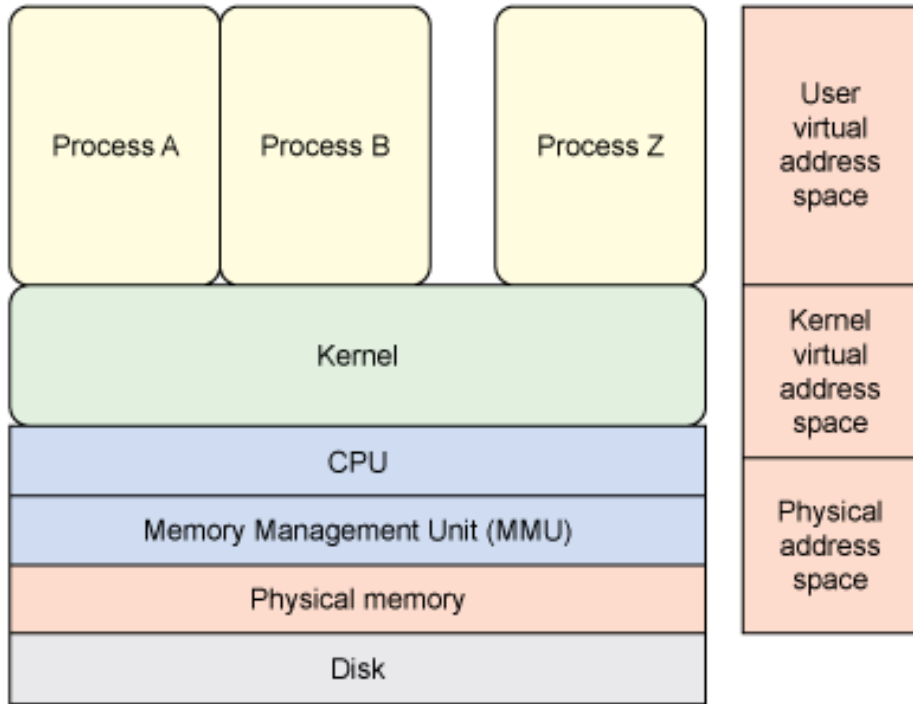 Process A
Process B
Process Z
Kernel
CPU
Memory Management Unit (MMU)
Physical memory
Disk
User
virtual
address
space
Kernel
virtual
address
space
Physical
address
space